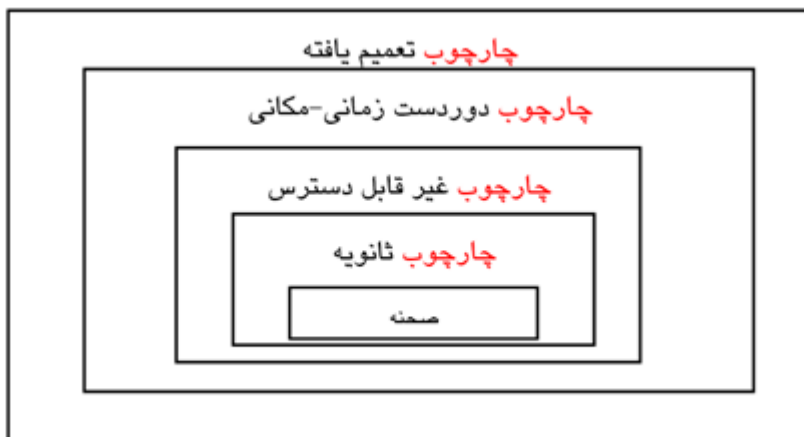 چارچوب تعمیم یافته
چارچوب دوردست زمانی-مکانی
چارچوب غیر قابل دسترس
چارچوب ثانویه
صحنه